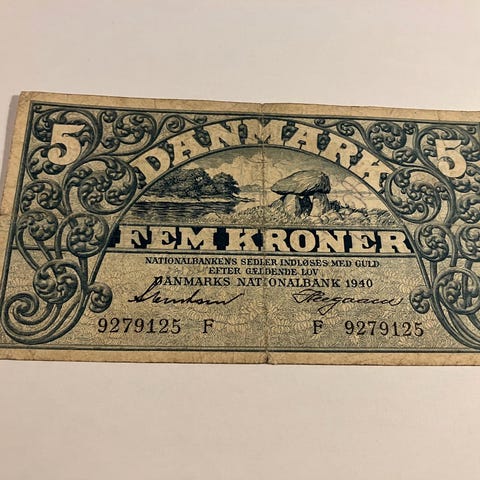 5 DANMARK 5
FEM KRONER
NATIONALBANKENS SEDLER INDLØSES MED GULD
EFTER GÆLDENDE LOV
DANMARKS NATIONALBANK 1940
9279125 F F 9279125